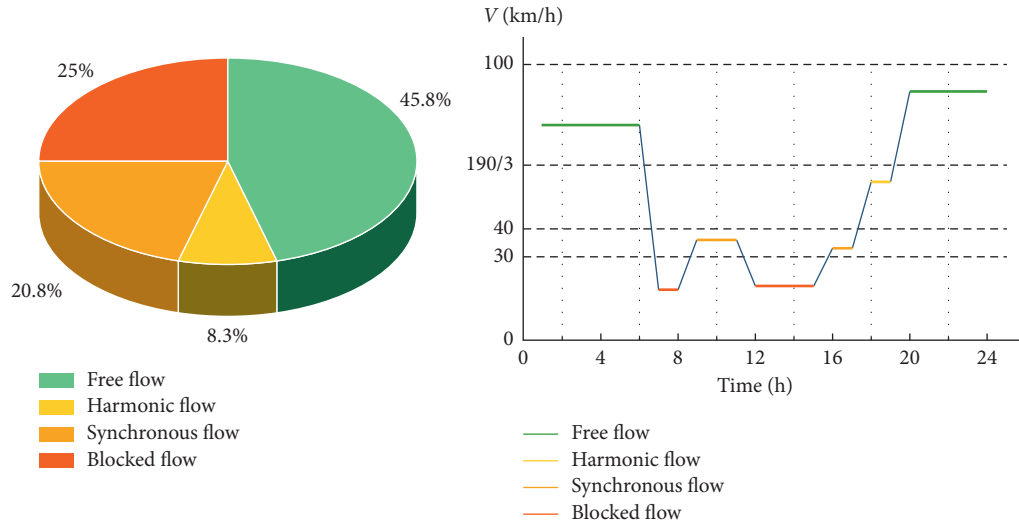 25%
45.8%
20.8%
8.3%
Free flow
Harmonic flow
Synchronous flow
Blocked flow
V (km/h)
100
190/3
40
30
0
0 4 8 12 16 20 24
Time (h)
Free flow
Harmonic flow
Synchronous flow
Blocked flow